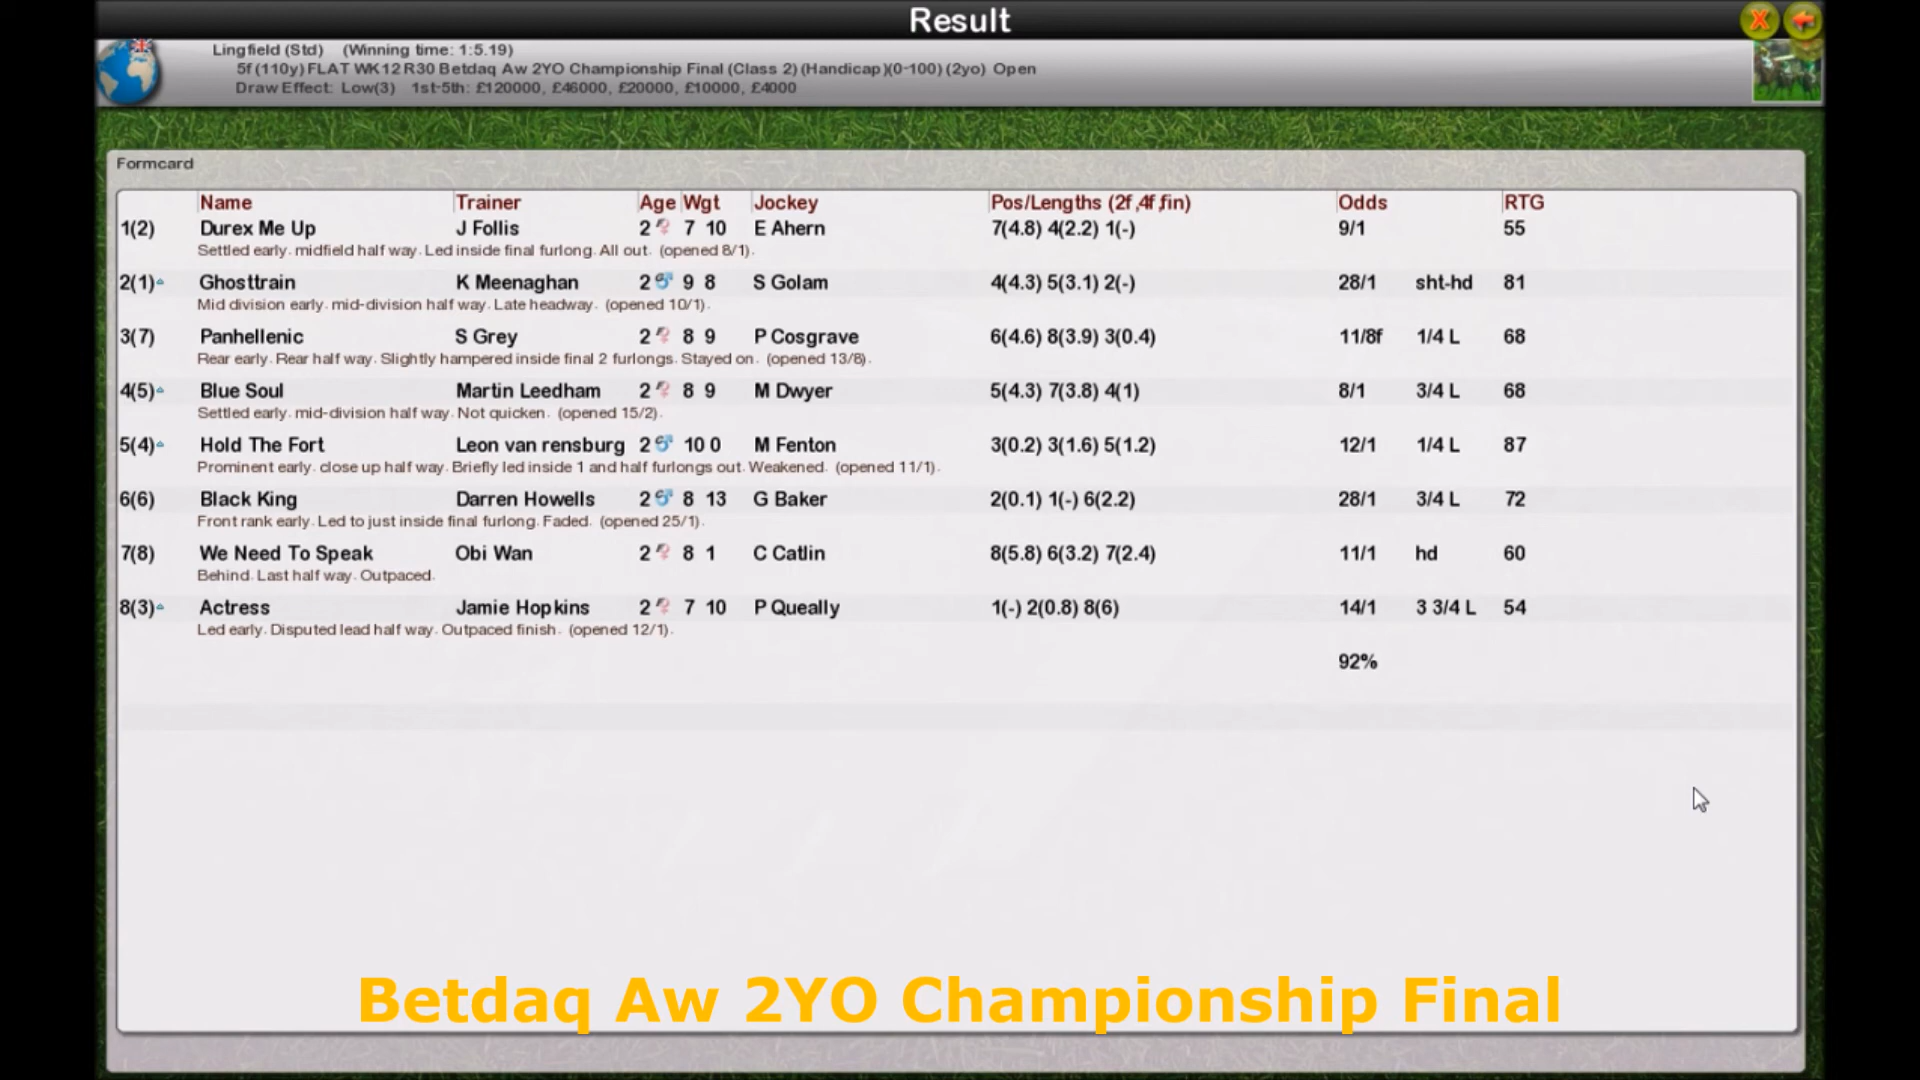 Result
Lingfield (Std) (Winning time: 1:5.19)
5f (110y) FLAT WK12 R30 Betdaq Aw 2YO Championship Final (Class 2) (Handicap)(0-100) (2yo) Open
Draw Effect: Low(3) 1st-5th: £120000, £46000, £20000, £10000, £4000
Formcard
Name Trainer Age Wgt Jockey Pos/Lengths (2f,4f,fin) Odds RTG
1(2) Durex Me Up J Follis 2 7 10 E Ahern 7(4.8) 4(2.2) 1(-) 9/1 55
Settled early. midfield half way. Led inside final furlong. All out. (opened 8/1).
2(1) Ghosttrain K Meenaghan 2 9 8 S Golam 4(4.3) 5(3.1) 2(-) 28/1 sht-hd 81
Mid division early. mid-division half way. Late headway. (opened 10/1).
3(7) Panhellenic S Grey 2 8 9 P Cosgrave 6(4.6) 8(3.9) 3(0.4) 11/8f 1/4 L 68
Rear early. Rear half way. Slightly hampered inside final 2 furlongs. Stayed on. (opened 13/8).
4(5) Blue Soul Martin Leedham 2 8 9 M Dwyer 5(4.3) 7(3.8) 4(1) 8/1 3/4 L 68
Settled early. mid-division half way. Not quicken. (opened 15/2).
5(4) Hold The Fort Leon van rensburg 2 10 0 M Fenton 3(0.2) 3(1.6) 5(1.2) 12/1 1/4 L 87
Prominent early. close up half way. Briefly led inside 1 and half furlongs out. Weakened. (opened 11/1).
6(6) Black King Darren Howells 2 8 13 G Baker 2(0.1) 1(-) 6(2.2) 28/1 3/4 L 72
Front rank early. Led to just inside final furlong. Faded. (opened 25/1).
7(8) We Need To Speak Obi Wan 2 8 1 C Catlin 8(5.8) 6(3.2) 7(2.4) 11/1 hd 60
Behind. Last half way. Outpaced.
8(3) Actress Jamie Hopkins 2 7 10 P Queally 1(-) 2(0.8) 8(6) 14/1 3 3/4 L 54
Led early. Disputed lead half way. Outpaced finish. (opened 12/1).
92%
Betdaq Aw 2YO Championship Final